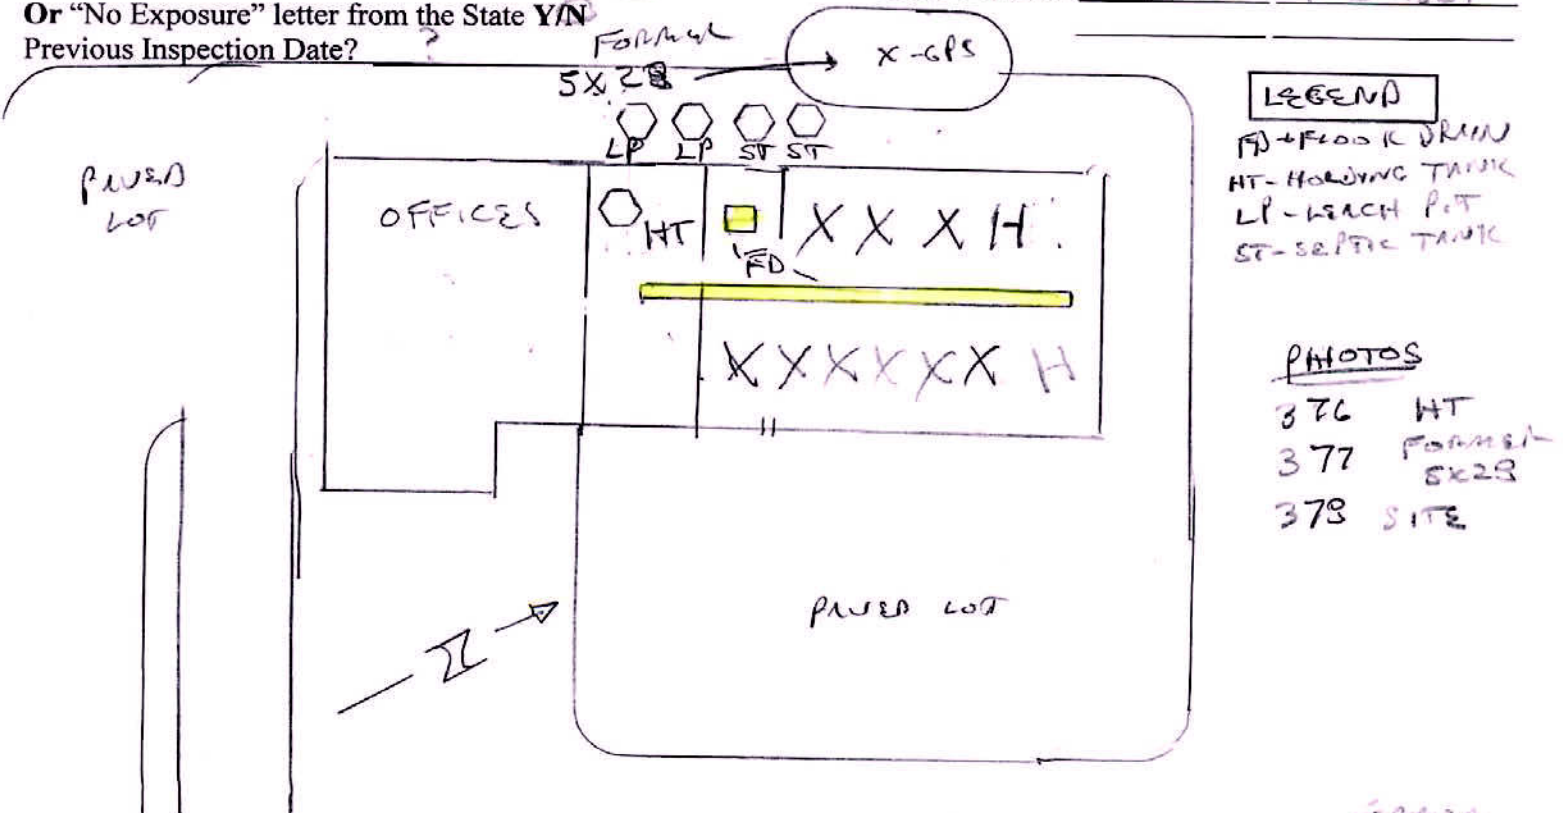 Or “No Exposure” letter from the State Y/N
Previous Inspection Date? ?
FORMER
5X28
X-GPS
LP LP ST ST
PAVED
LOT
OFFICES
HT
X X X H
FD
X X X X X X H
PAVED LOT
N
LEGEND
FD-FLOOR DRAIN
HT-HOLDING TANK
LP-LEACH PIT
ST-SEPTIC TANK
PHOTOS
376 HT
377 FORMER
5X28
378 SITE